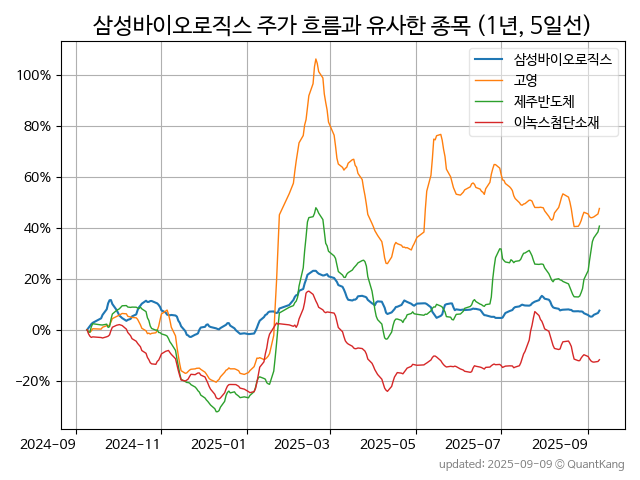 삼성바이오로직스 주가 흐름과 유사한 종목 (1년, 5일선)
삼성바이오로직스
고영
제주반도체
이녹스첨단소재
100%
80%
60%
40%
20%
0%
−20%
2024−09
2024−11
2025−01
2025−03
2025−05
2025−07
2025−09
updated: 2025−09−09 © QuantKang